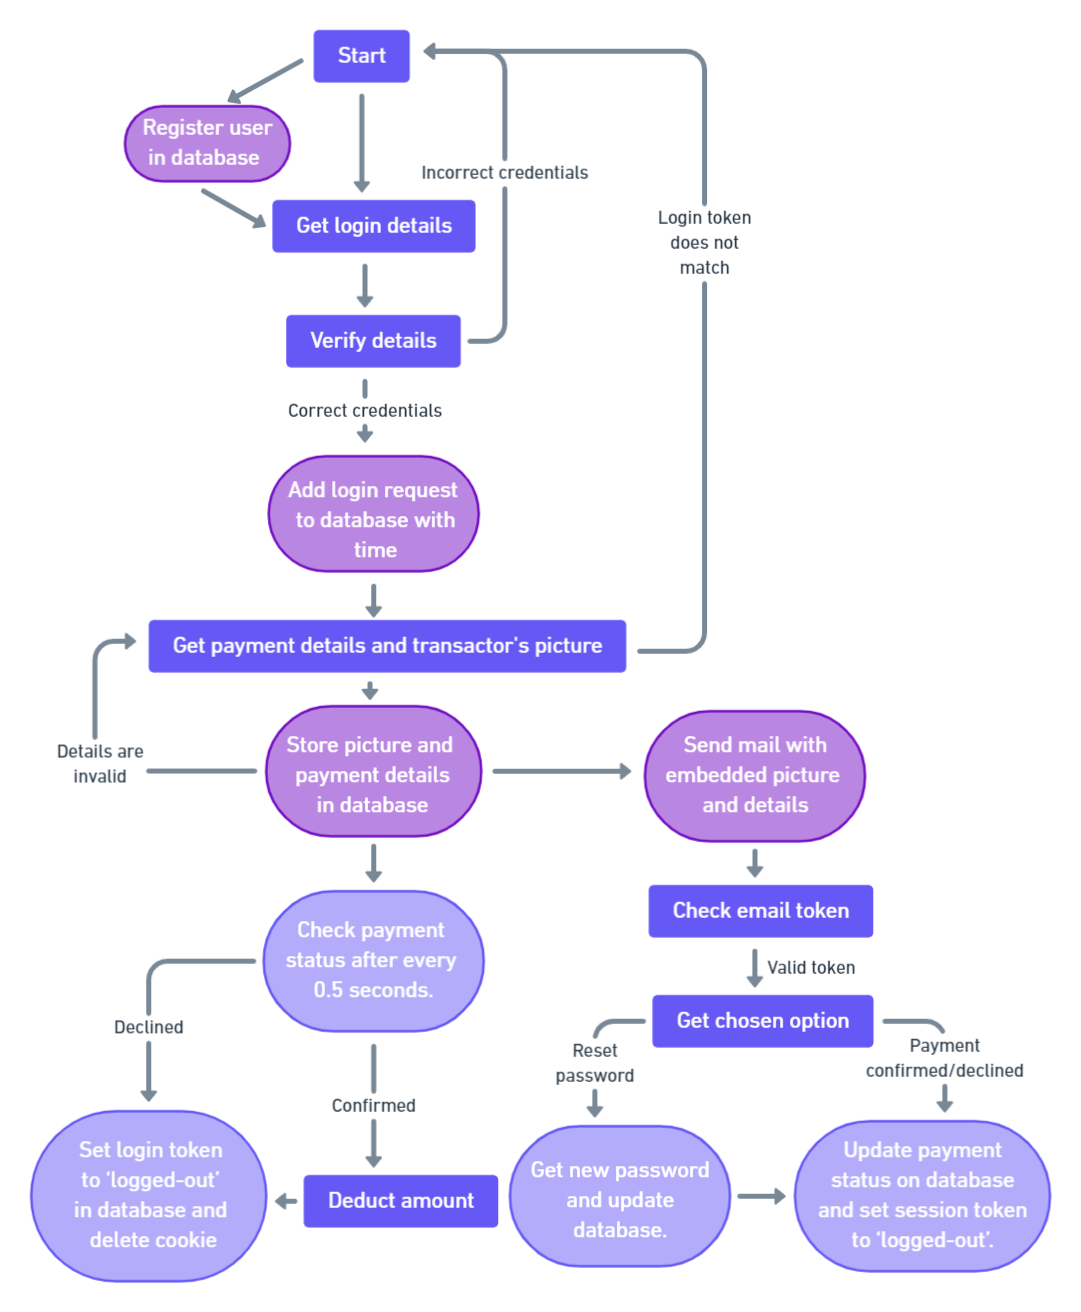 Start
Register user
in database
Incorrect credentials
Get login details
Login token
does not
match
Verify details
Correct credentials
Add login request
to database with
time
Get payment details and transactor's picture
Details are
invalid
Store picture and
payment details
in database
Send mail with
embedded picture
and details
Check email token
Valid token
Check payment
status after every
0.5 seconds.
Get chosen option
Declined
Reset
password
Payment
confirmed/declined
Confirmed
Set login token
to ‘logged-out’
in database and
delete cookie
Deduct amount
Get new password
and update
database.
Update payment
status on database
and set session token
to ‘logged-out’.